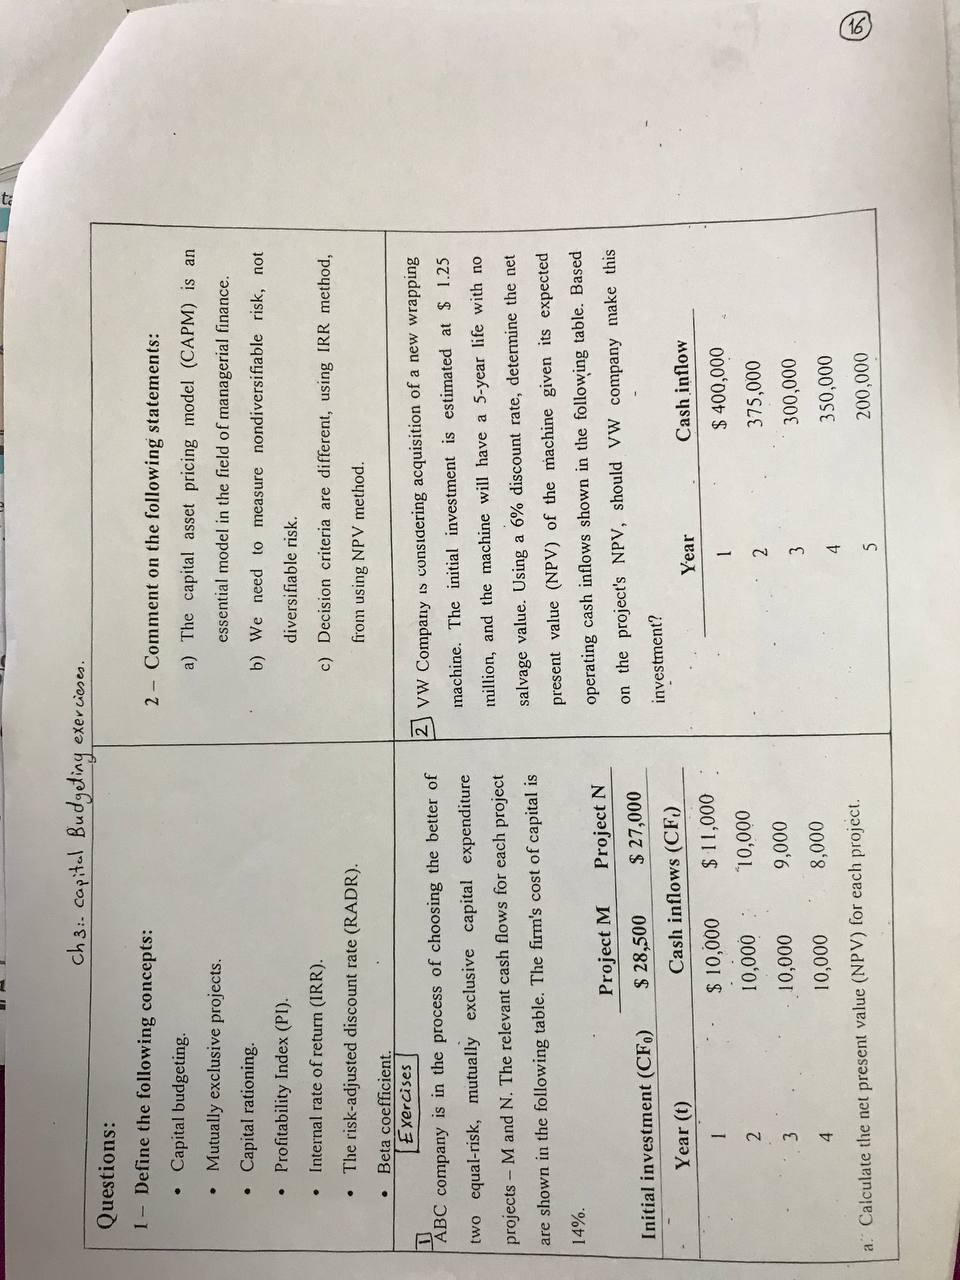 ch 3:- capital Budgeting exercises.
Questions:
1 – Define the following concepts:
• Capital budgeting.
• Mutually exclusive projects.
• Capital rationing.
• Profitability Index (PI).
• Internal rate of return (IRR).
• The risk-adjusted discount rate (RADR).
• Beta coefficient.
2 – Comment on the following statements:
a) The capital asset pricing model (CAPM) is an
essential model in the field of managerial finance.
b) We need to measure nondiversifiable risk, not
diversifiable risk.
c) Decision criteria are different, using IRR method,
from using NPV method.
Exercises
1 ABC company is in the process of choosing the better of
two equal-risk, mutually exclusive capital expenditure
projects – M and N. The relevant cash flows for each project
are shown in the following table. The firm's cost of capital is
14%.
Project M Project N
Initial investment (CF₀) $ 28,500 $ 27,000
Year (t) Cash inflows (CFₜ)
1 $ 10,000 $ 11,000
2 10,000 10,000
3 10,000 9,000
4 10,000 8,000
a. Calculate the net present value (NPV) for each project.
2 VW Company is considering acquisition of a new wrapping
machine. The initial investment is estimated at $ 1.25
million, and the machine will have a 5-year life with no
salvage value. Using a 6% discount rate, determine the net
present value (NPV) of the machine given its expected
operating cash inflows shown in the following table. Based
on the project's NPV, should VW company make this
investment?
Year Cash inflow
1 $ 400,000
2 375,000
3 300,000
4 350,000
5 200,000
16